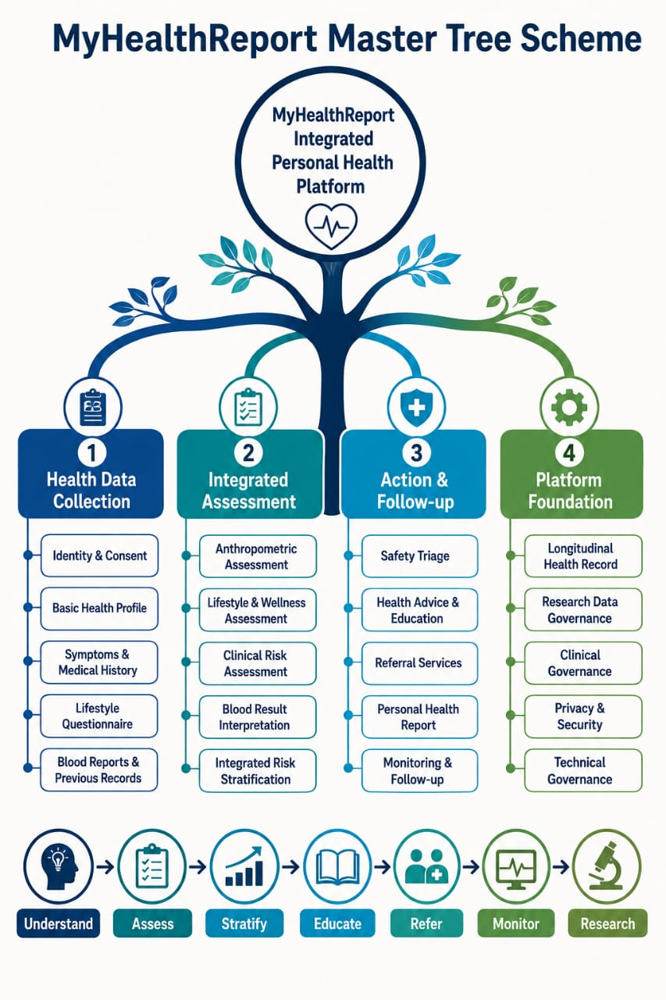 MyHealthReport Master Tree Scheme
MyHealthReport
Integrated
Personal Health
Platform
1
Health Data
Collection
Identity & Consent
Basic Health Profile
Symptoms &
Medical History
Lifestyle
Questionnaire
Blood Reports &
Previous Records
2
Integrated
Assessment
Anthropometric
Assessment
Lifestyle & Wellness
Assessment
Clinical Risk
Assessment
Blood Result
Interpretation
Integrated Risk
Stratification
3
Action &
Follow-up
Safety Triage
Health Advice &
Education
Referral Services
Personal Health
Report
Monitoring &
Follow-up
4
Platform
Foundation
Longitudinal
Health Record
Research Data
Governance
Clinical
Governance
Privacy &
Security
Technical
Governance
Understand
Assess
Stratify
Educate
Refer
Monitor
Research